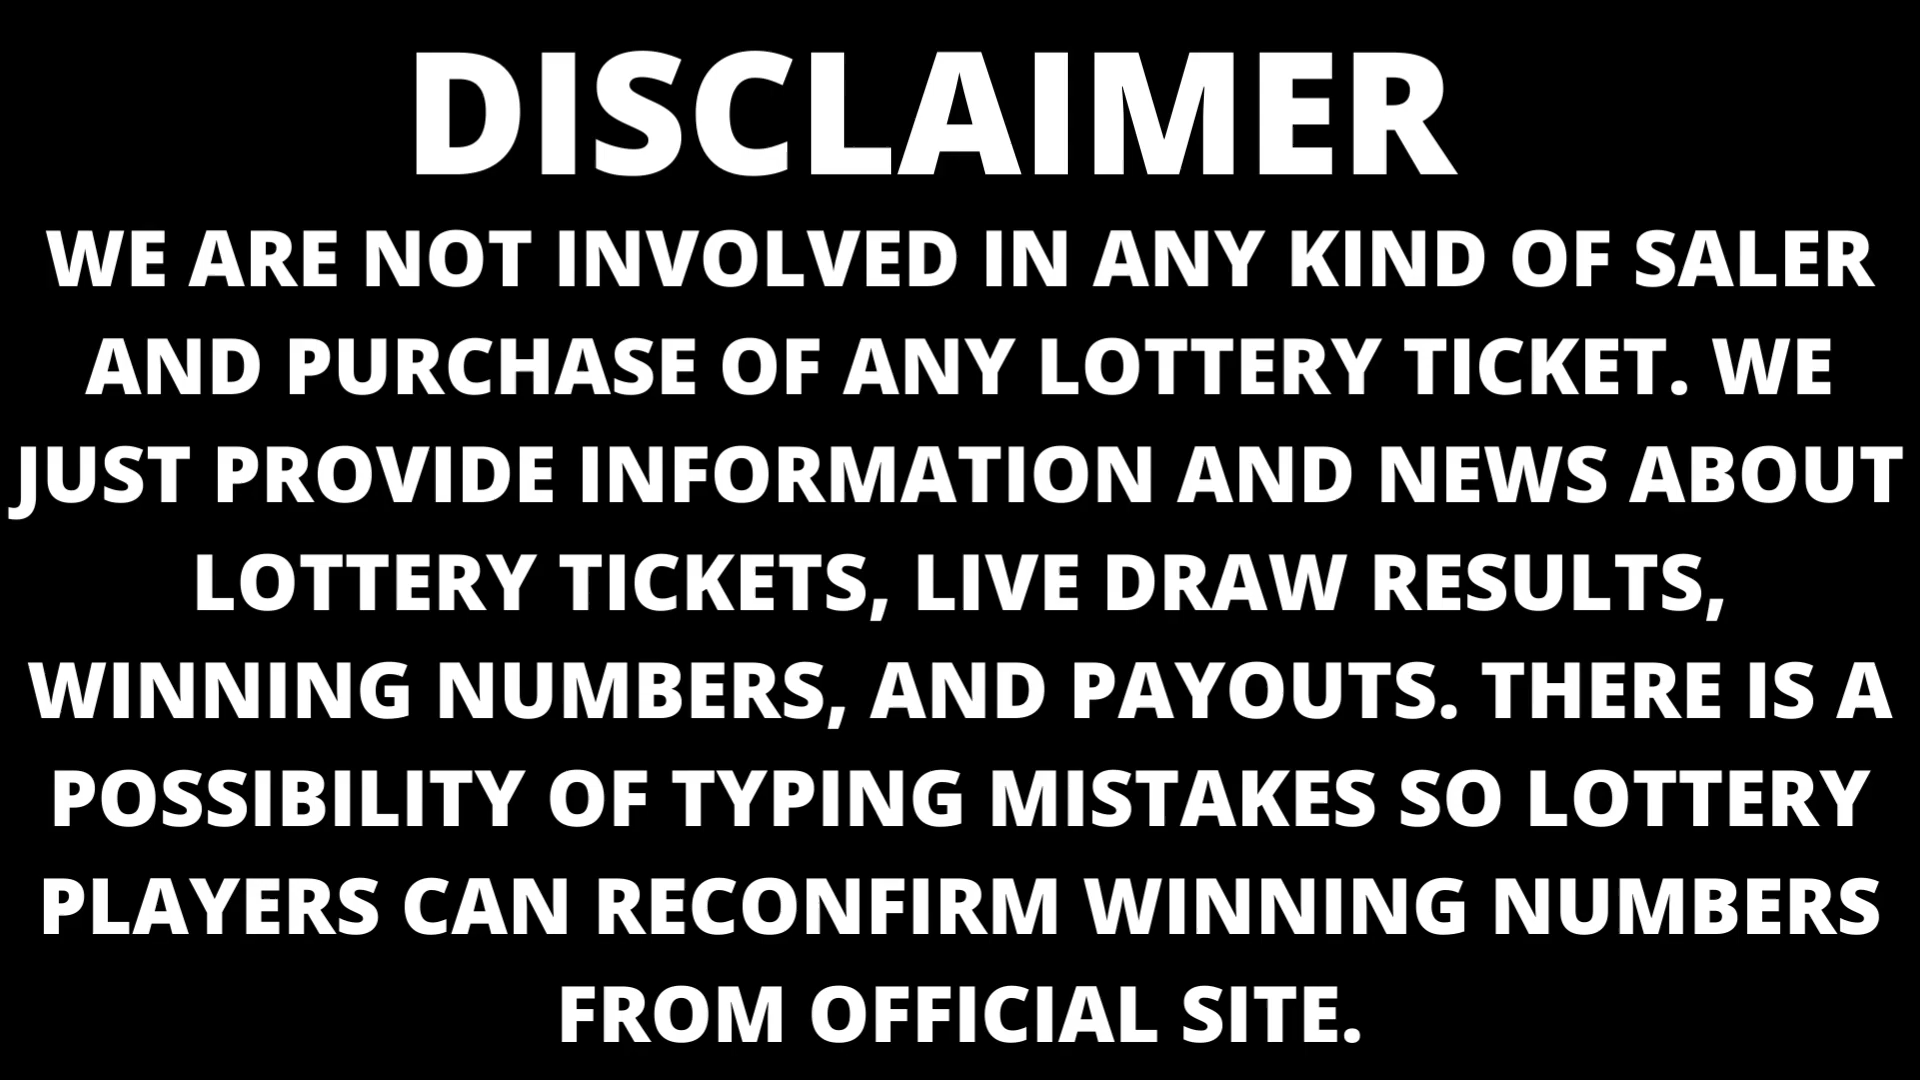 DISCLAIMER
WE ARE NOT INVOLVED IN ANY KIND OF SALER
AND PURCHASE OF ANY LOTTERY TICKET. WE
JUST PROVIDE INFORMATION AND NEWS ABOUT
LOTTERY TICKETS, LIVE DRAW RESULTS,
WINNING NUMBERS, AND PAYOUTS. THERE IS A
POSSIBILITY OF TYPING MISTAKES SO LOTTERY
PLAYERS CAN RECONFIRM WINNING NUMBERS
FROM OFFICIAL SITE.